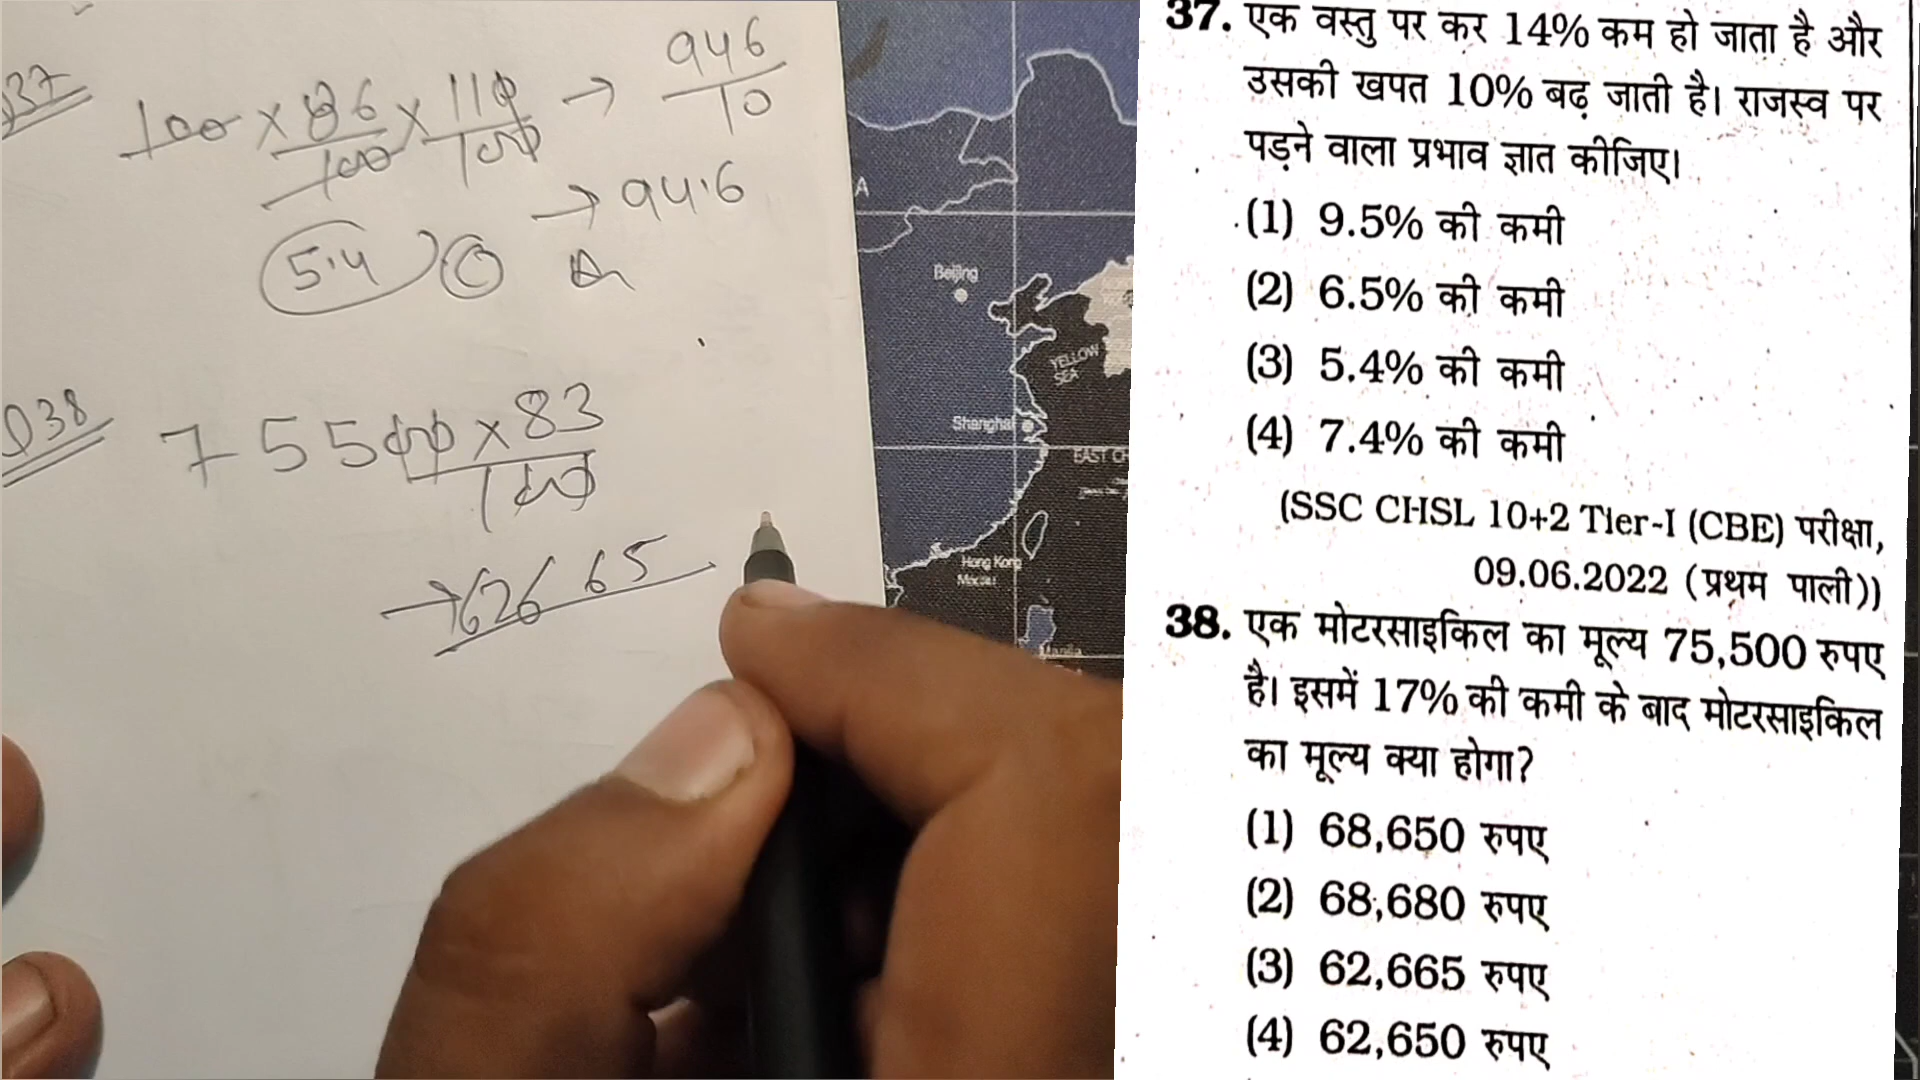 Q37
100 × 86/100 × 110/100 → 946/10
→ 94.6
5.4
Q38
75500 × 83
100
→ 62665
A
Beijing
YELLOW
SEA
Shanghai
EAST CH
Hong Kong
Macau
Manila
37. एक वस्तु पर कर 14% कम हो जाता है और
उसकी खपत 10% बढ़ जाती है। राजस्व पर
पड़ने वाला प्रभाव ज्ञात कीजिए।
(1) 9.5% की कमी
(2) 6.5% की कमी
(3) 5.4% की कमी
(4) 7.4% की कमी
(SSC CHSL 10+2 Tier-I (CBE) परीक्षा,
09.06.2022 (प्रथम पाली))
38. एक मोटरसाइकिल का मूल्य 75,500 रुपए
है। इसमें 17% की कमी के बाद मोटरसाइकिल
का मूल्य क्या होगा?
(1) 68,650 रुपए
(2) 68,680 रुपए
(3) 62,665 रुपए
(4) 62,650 रुपए